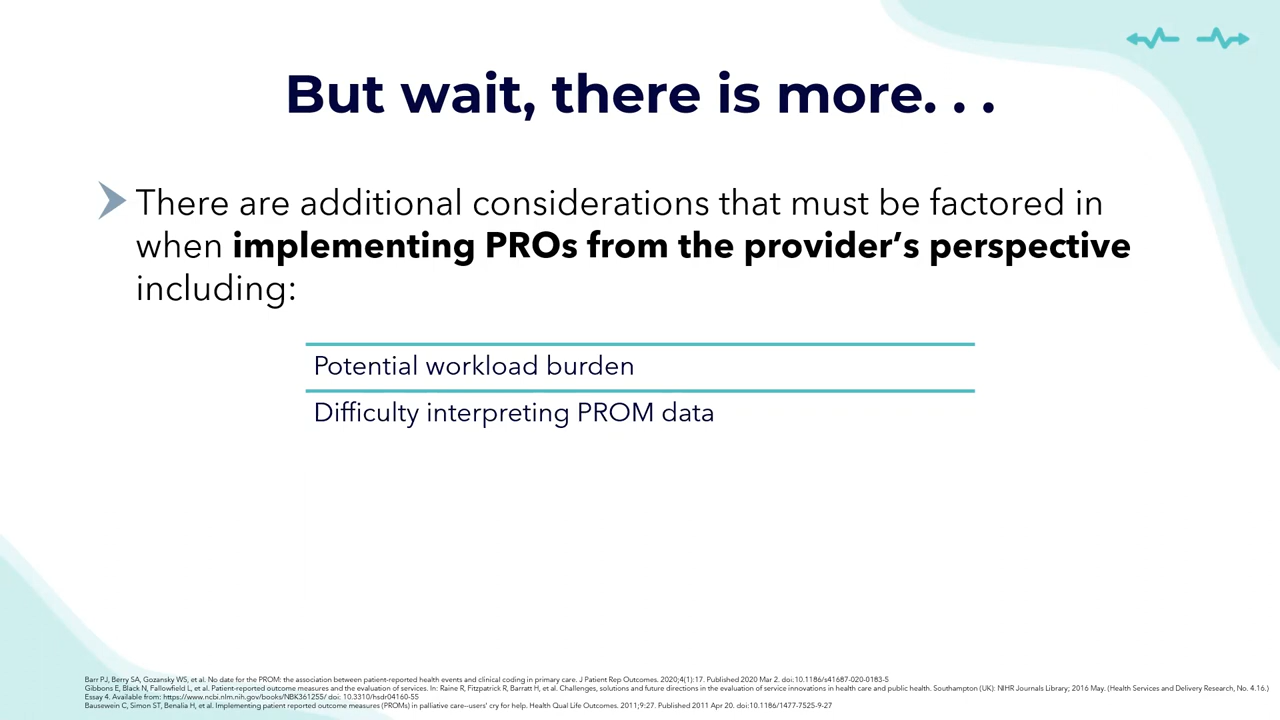 But wait, there is more. . .
There are additional considerations that must be factored in
when implementing PROs from the provider’s perspective
including:
Potential workload burden
Difficulty interpreting PROM data
Barr PJ, Berry SA, Gozansky WS, et al. No date for the PROM: the association between patient-reported health events and clinical coding in primary care. J Patient Rep Outcomes. 2020;4(1):17. Published 2020 Mar 2. doi:10.1186/s41687-020-0183-5
Gibbons E, Black N, Fallowfield L, et al. Patient-reported outcome measures and the evaluation of services. In: Raine R, Fitzpatrick R, Barratt H, et al. Challenges, solutions and future directions in the evaluation of service innovations in health care and public health. Southampton (UK): NIHR Journals Library; 2016 May. (Health Services and Delivery Research, No. 4.16.)
Essay 4. Available from: https://www.ncbi.nlm.nih.gov/books/NBK361255/ doi: 10.3310/hsdr04160-55
Bausewein C, Simon ST, Benalia H, et al. Implementing patient reported outcome measures (PROMs) in palliative care--users' cry for help. Health Qual Life Outcomes. 2011;9:27. Published 2011 Apr 20. doi:10.1186/1477-7525-9-27